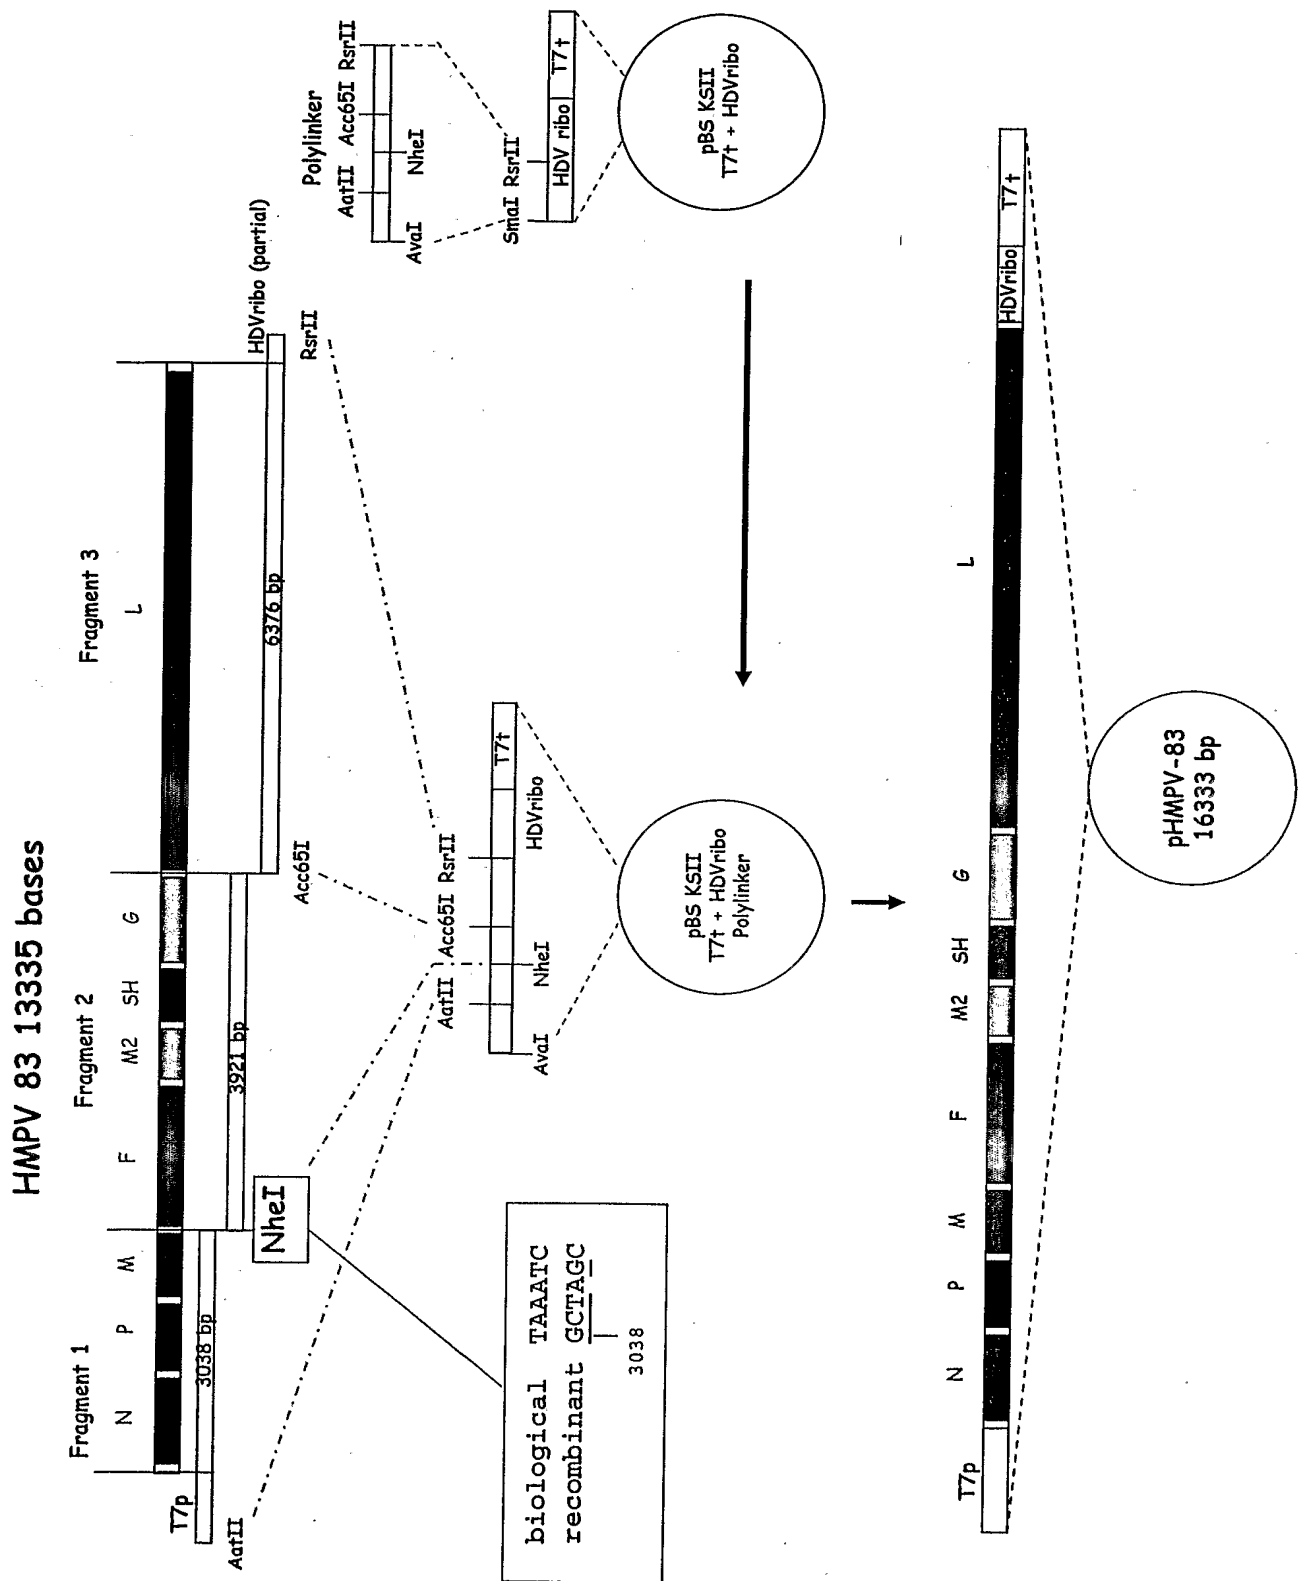 HMPV 83 13335 bases
Fragment 1
Fragment 2
Fragment 3
N P M F M2 SH G L
T7p
3038 bp
3921 bp
6376 bp
HDVribo (partial)
AatII
NheI
Acc65I
RsrII
biological TAAATC
recombinant GCTAGC
3038
Polylinker
AatII Acc65I RsrII
AvaI NheI
SmaI RsrII
HDV ribo T7t
pBS KSII
T7t + HDVribo
AatII Acc65I RsrII
T7t
AvaI NheI HDVribo
pBS KSII
T7t + HDVribo
Polylinker
T7p N P M F M2 SH G L
HDVribo T7t
pHMPV-83
16333 bp